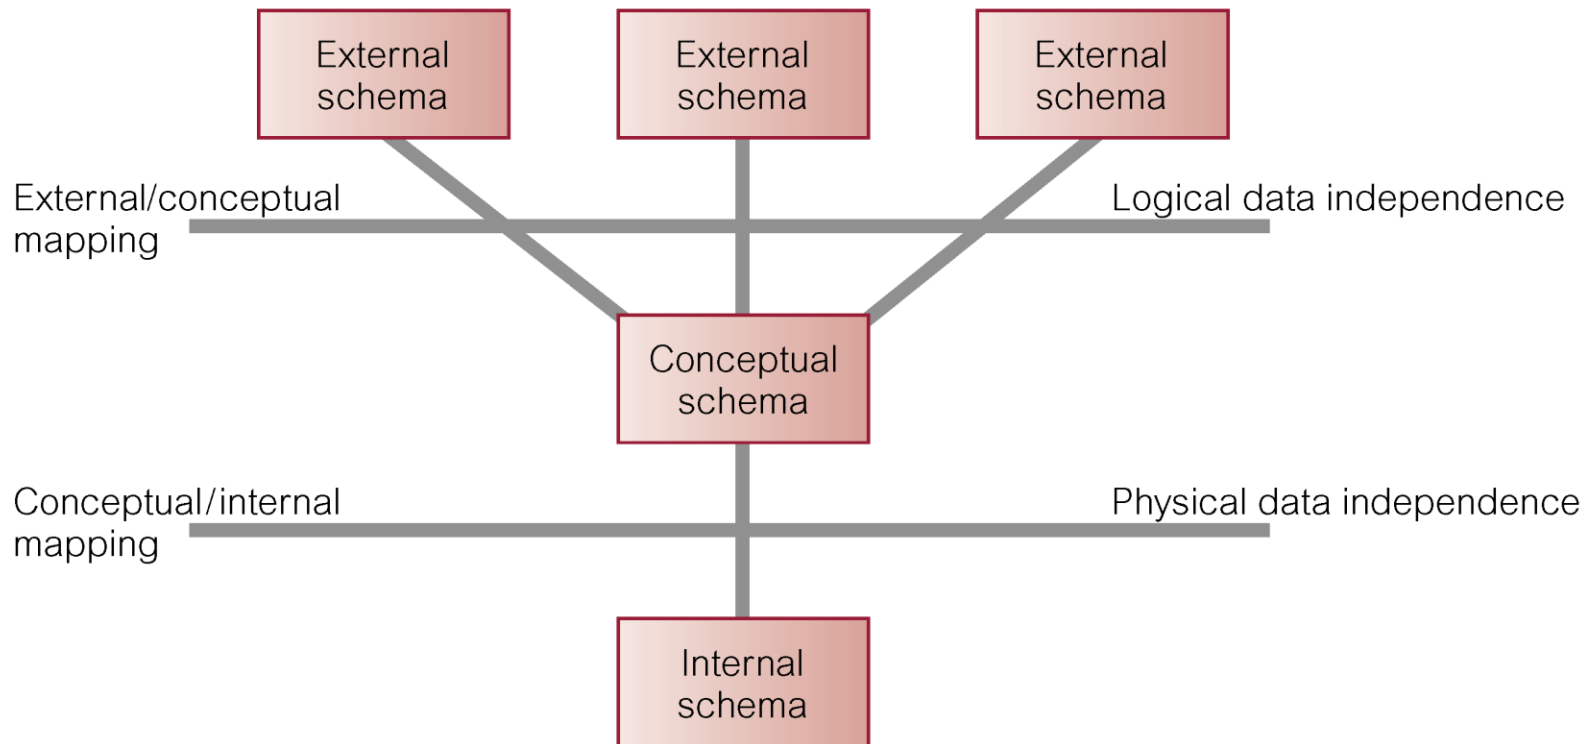 External
schema
External
schema
External
schema
External/conceptual
mapping
Logical data independence
Conceptual
schema
Conceptual/internal
mapping
Physical data independence
Internal
schema